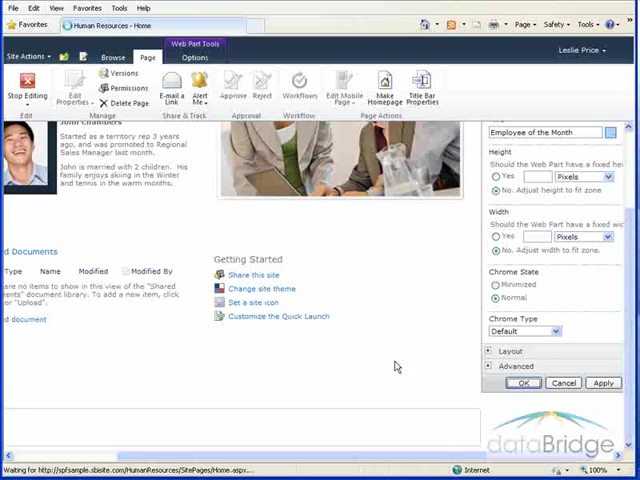 File Edit View Favorites Tools Help
Favorites Human Resources - Home Page Safety Tools
Site Actions Browse Page Web Part Tools Options Leslie Price
Stop Editing Edit Properties Versions Permissions Delete Page E-mail a Link Alert Me Approve Reject Workflows Edit Mobile Page Make Homepage Title Bar Properties
Edit Manage Share & Track Approval Workflow Page Actions
John Chambers
Started as a territory rep 3 years
ago, and was promoted to Regional
Sales Manager last month.
John is married with 2 children. His
family enjoys skiing in the Winter
and tennis in the warm months.
ed Documents
Type Name Modified Modified By
are no items to show in this view of the "Shared
ents" document library. To add a new item, click
or "Upload".
d document
Getting Started
Share this site
Change site theme
Set a site icon
Customize the Quick Launch
Employee of the Month
Height
Should the Web Part have a fixed he
Yes Pixels
No. Adjust height to fit zone.
Width
Should the Web Part have a fixed wi
Yes Pixels
No. Adjust width to fit zone.
Chrome State
Minimized
Normal
Chrome Type
Default
Layout
Advanced
OK Cancel Apply
dataBridge
Waiting for http://spfsample.sbisite.com/HumanResources/SitePages/Home.aspx... Internet 100%